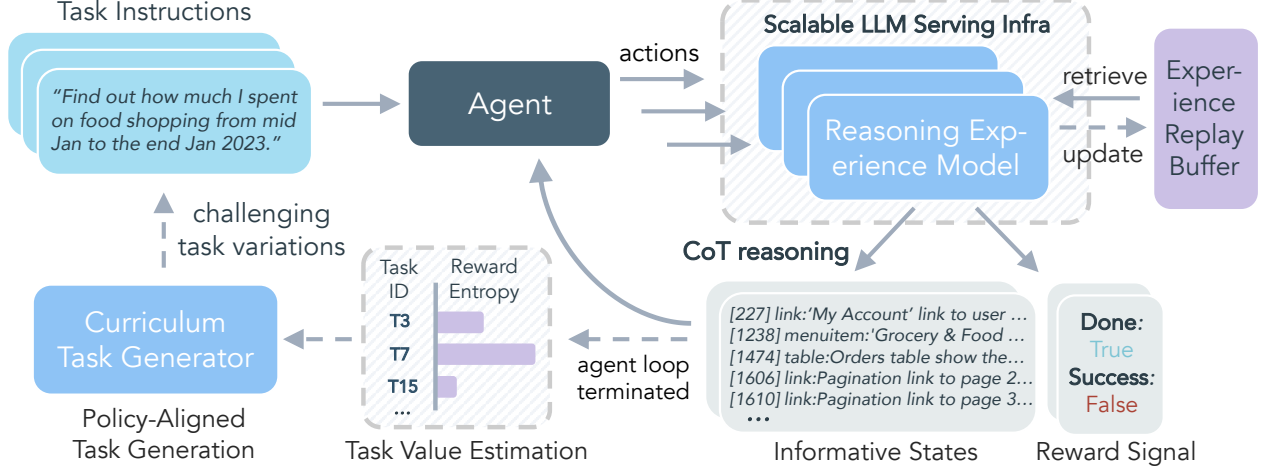 Task Instructions
“Find out how much I spent
on food shopping from mid
Jan to the end Jan 2023.”
Agent
actions
Scalable LLM Serving Infra
Reasoning Exp-
erience Model
retrieve
update
Exper-
ience
Replay
Buffer
challenging
task variations
Curriculum
Task Generator
Policy-Aligned
Task Generation
Task
ID
Reward
Entropy
T3
T7
T15
...
Task Value Estimation
agent loop
terminated
CoT reasoning
[227] link:‘My Account’ link to user ...
[1238] menuitem:'Grocery & Food ...
[1474] table:Orders table show the...
[1606] link:Pagination link to page 2...
[1610] link:Pagination link to page 3...
...
Informative States
Done:
True
Success:
False
Reward Signal